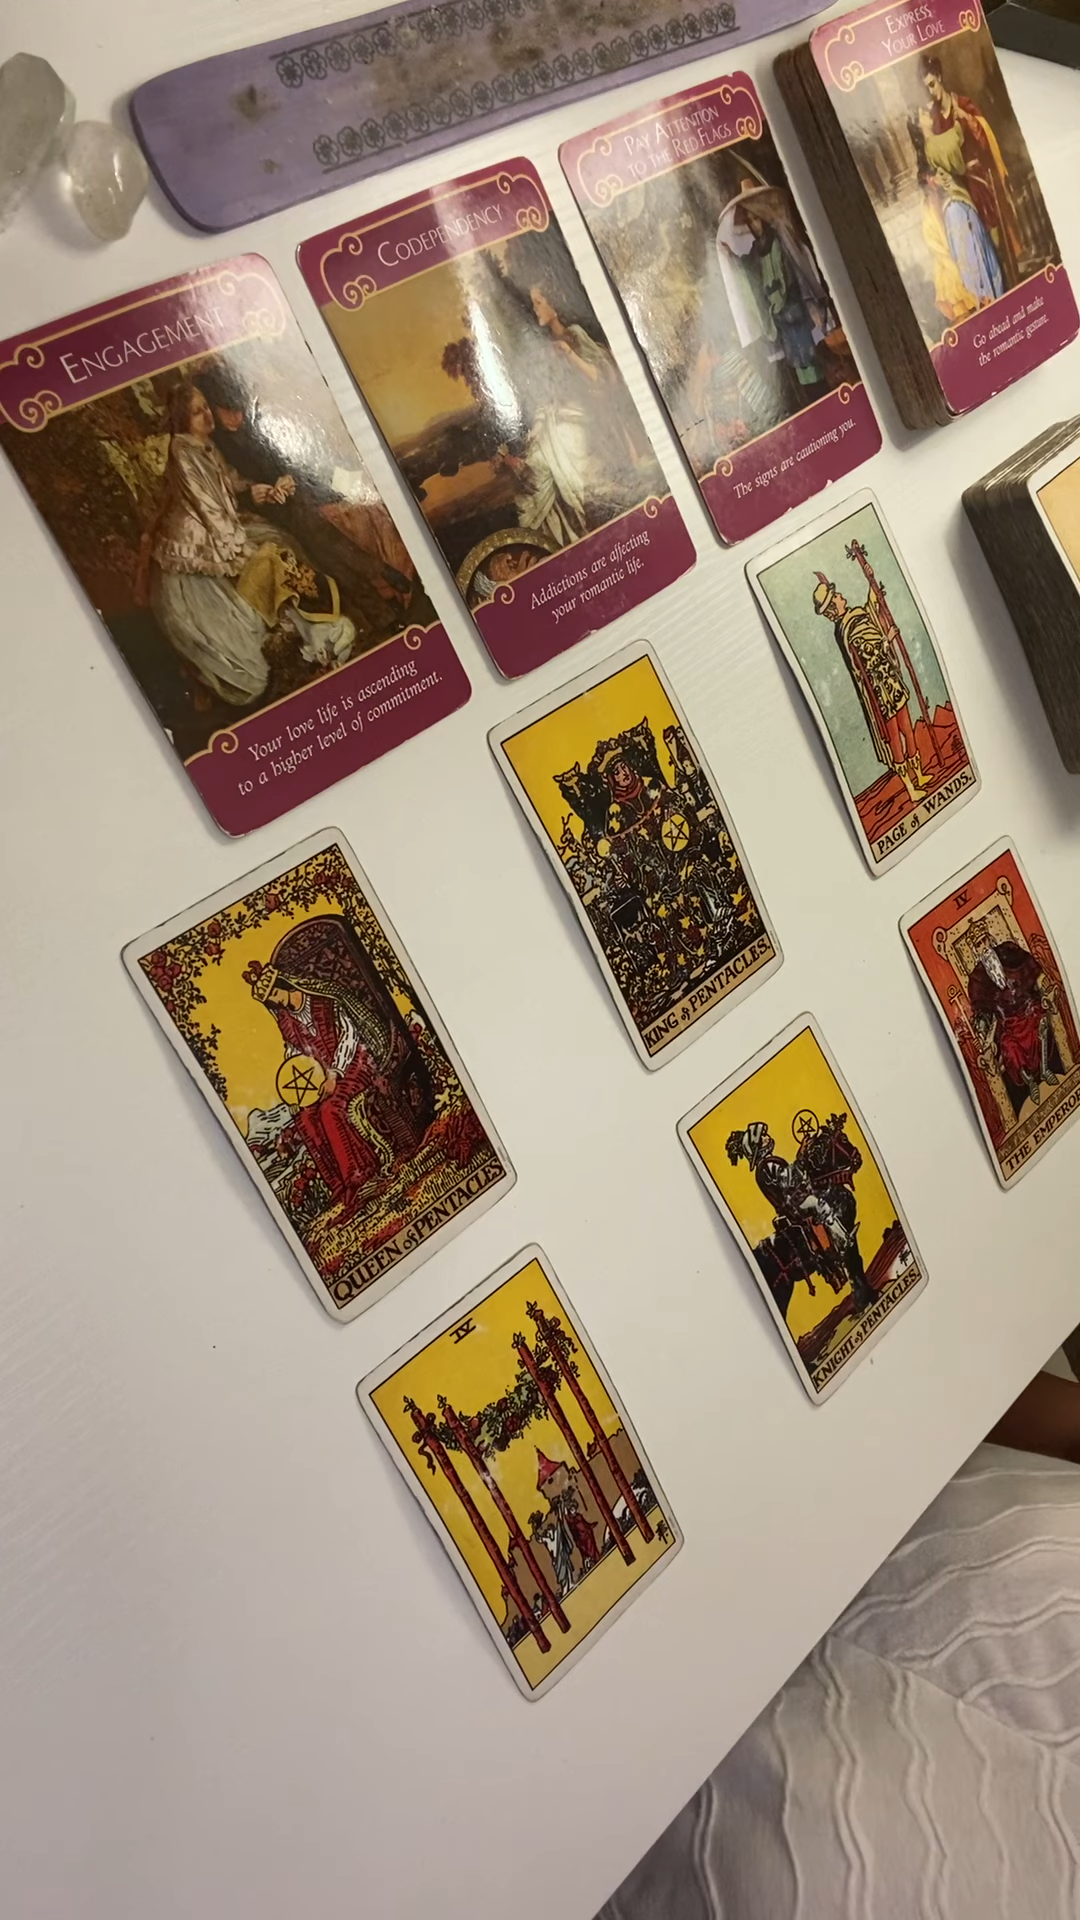 ENGAGEMENT
Your love life is ascending
to a higher level of commitment.
CODEPENDENCY
Addictions are affecting
your romantic life.
PAY ATTENTION
TO THE RED FLAGS
The signs are cautioning you.
EXPRESS
YOUR LOVE
Go ahead and make
the romantic gesture.
QUEEN of PENTACLES.
KING of PENTACLES.
PAGE of WANDS.
IV
KNIGHT of PENTACLES.
IV
THE EMPEROR